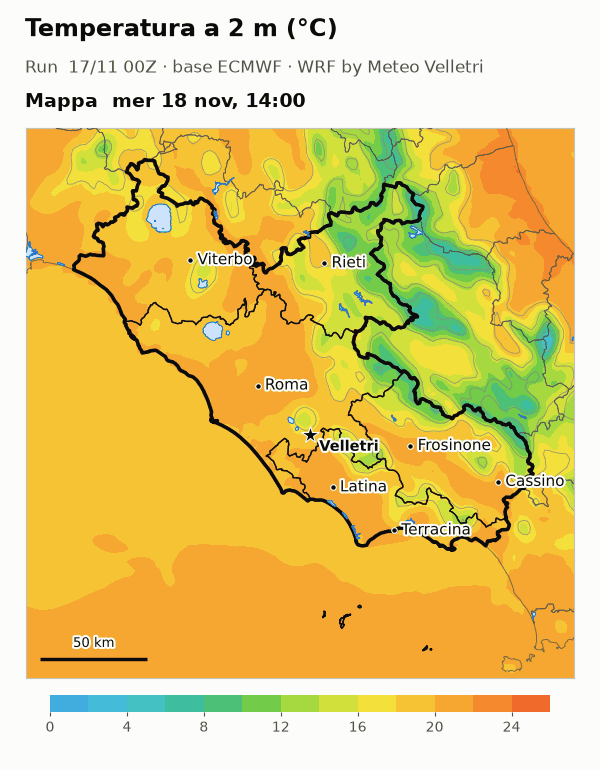 Temperatura a 2 m (°C)
Run  17/11 00Z · base ECMWF · WRF by Meteo Velletri
Mappa  mer 18 nov, 14:00
Viterbo
Rieti
Roma
Velletri
Frosinone
Cassino
Latina
Terracina
50 km
0 4 8 12 16 20 24